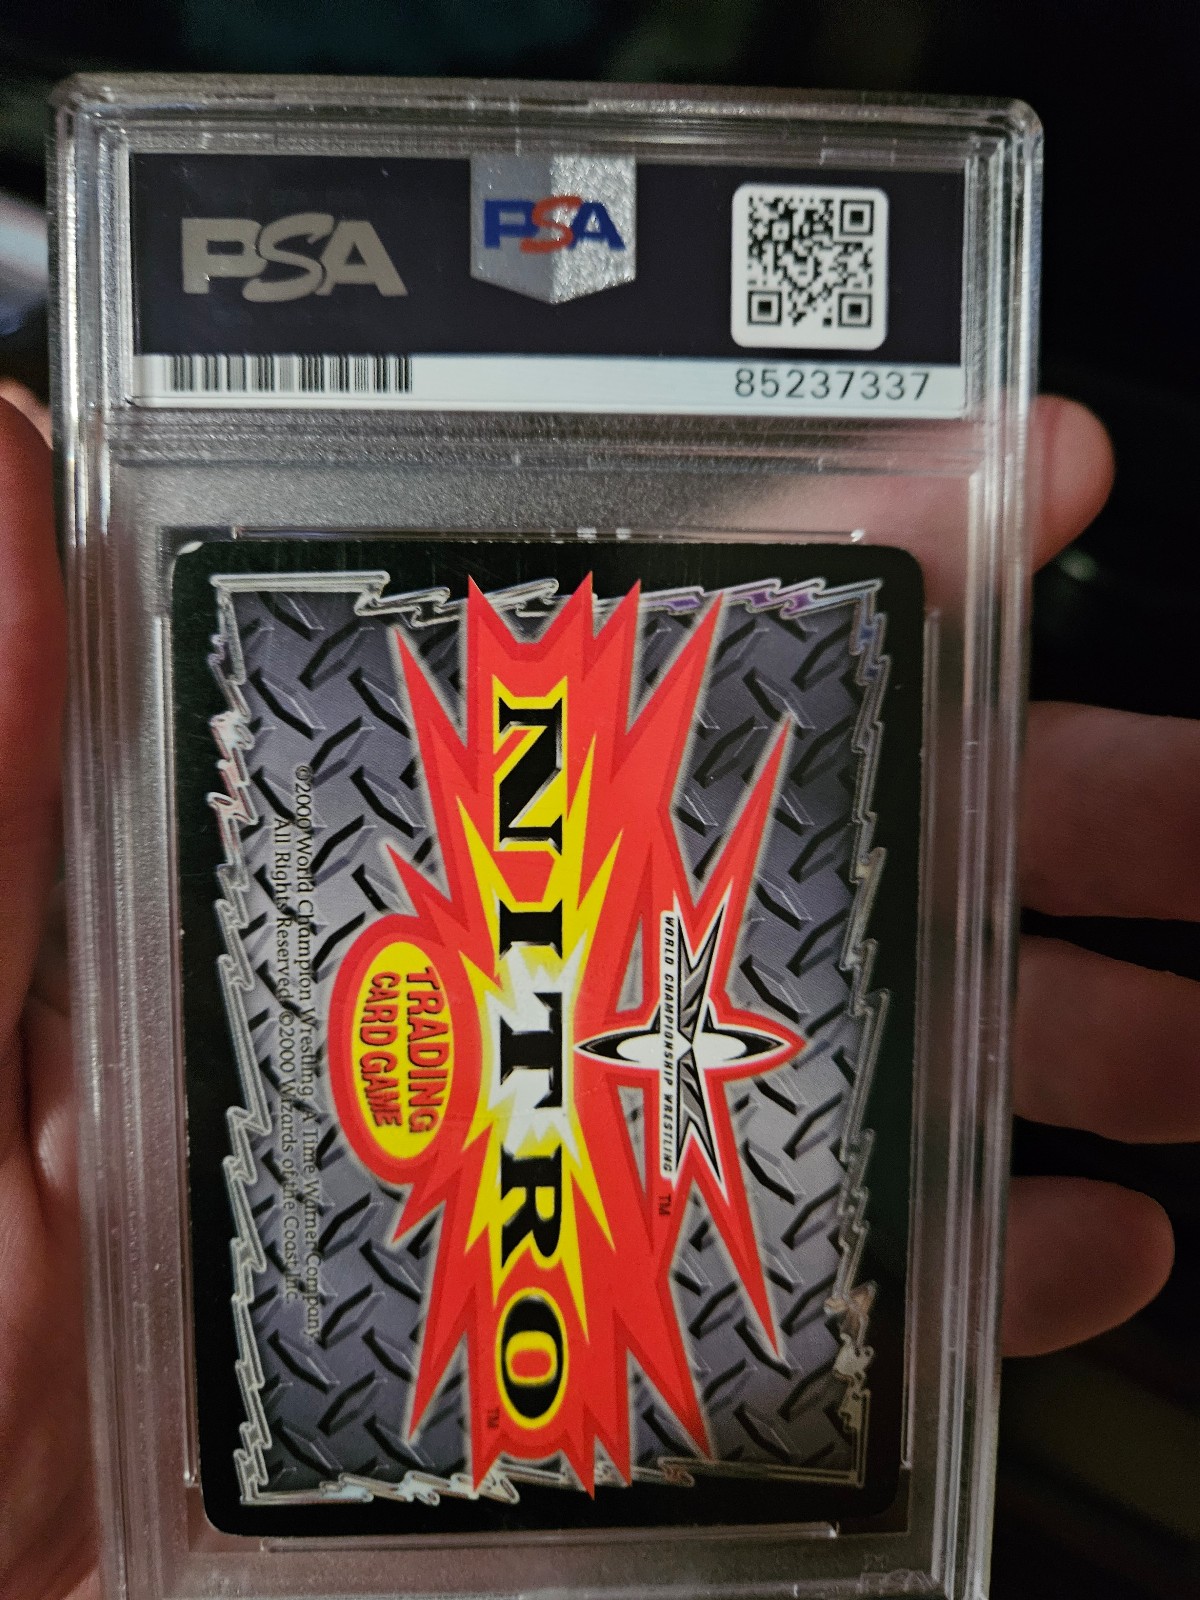 PSA
PSA
85237337
WORLD CHAMPIONSHIP WRESTLING
TM
NITRO
TM
TRADING
CARD GAME
©2000 World Champion Wrestling, A Time Warner Company.
All Rights Reserved. ©2000 Wizards of the Coast, Inc.